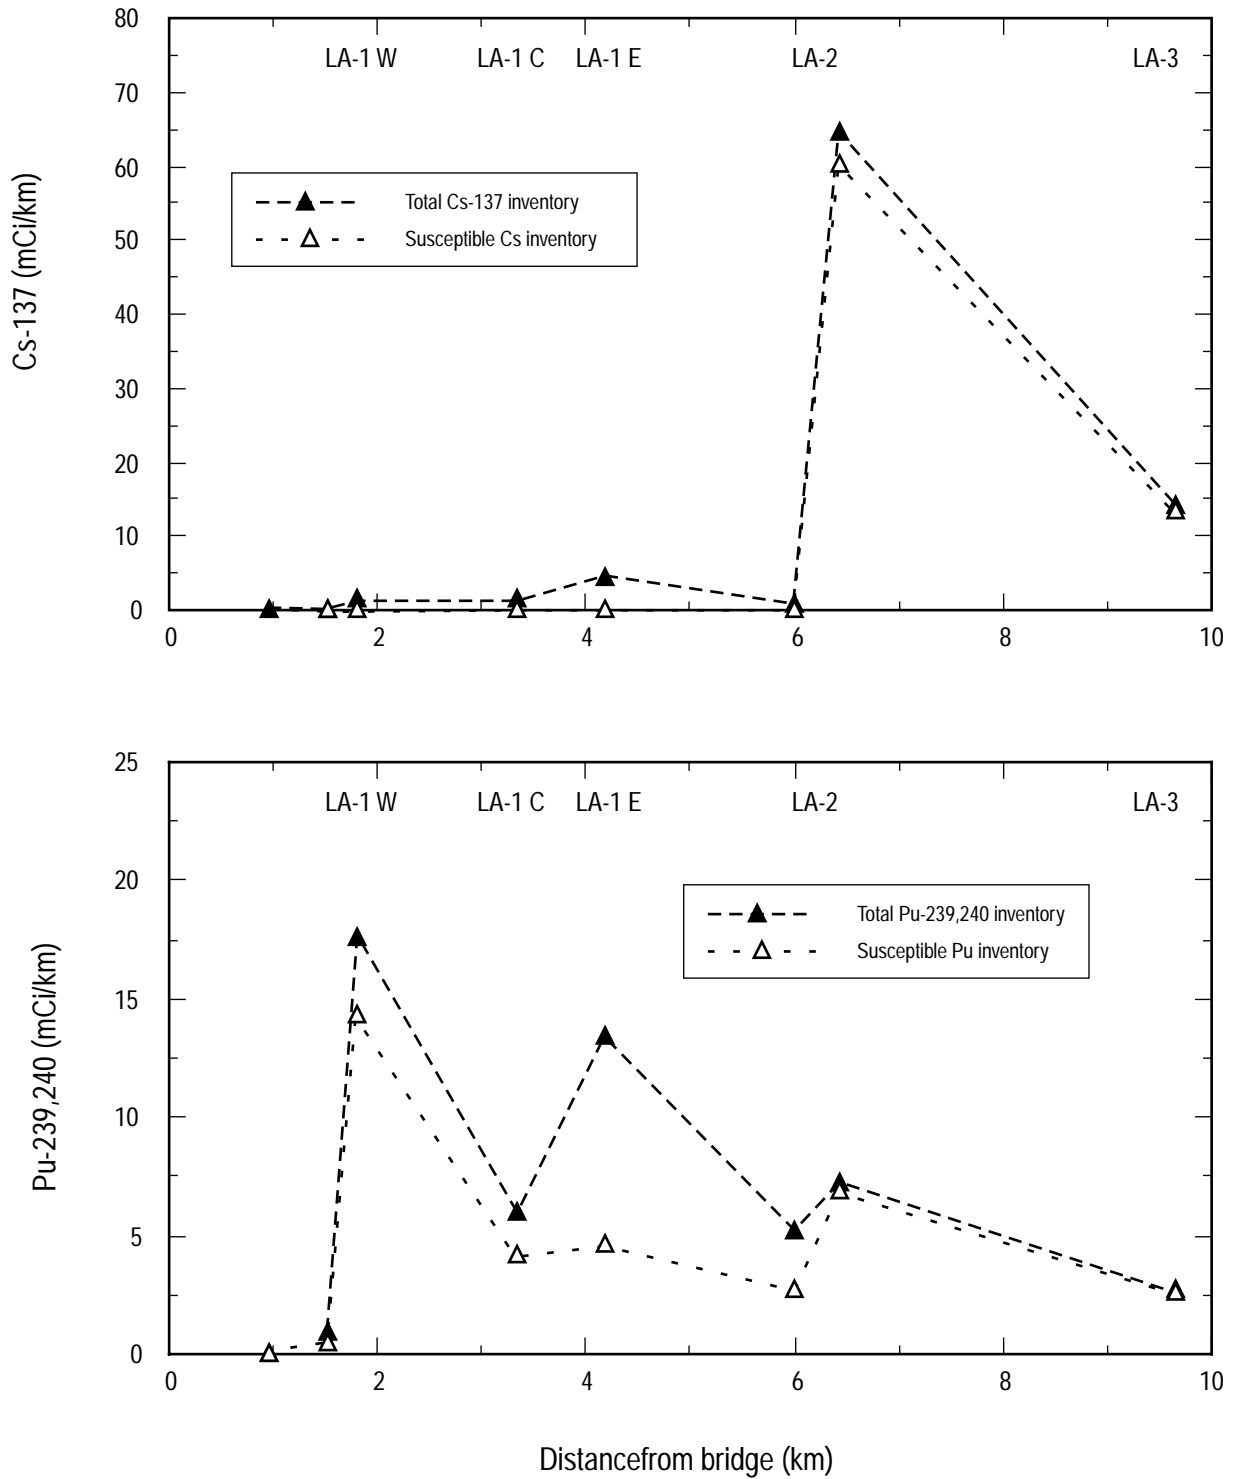 80
LA-1 W LA-1 C LA-1 E LA-2 LA-3
70
60
Total Cs-137 inventory
50
Susceptible Cs inventory
40
Cs-137 (mCi/km)
30
20
10
0
0 2 4 6 8 10
25
LA-1 W LA-1 C LA-1 E LA-2 LA-3
20
Total Pu-239,240 inventory
Susceptible Pu inventory
15
Pu-239,240 (mCi/km)
10
5
0
0 2 4 6 8 10
Distancefrom bridge (km)